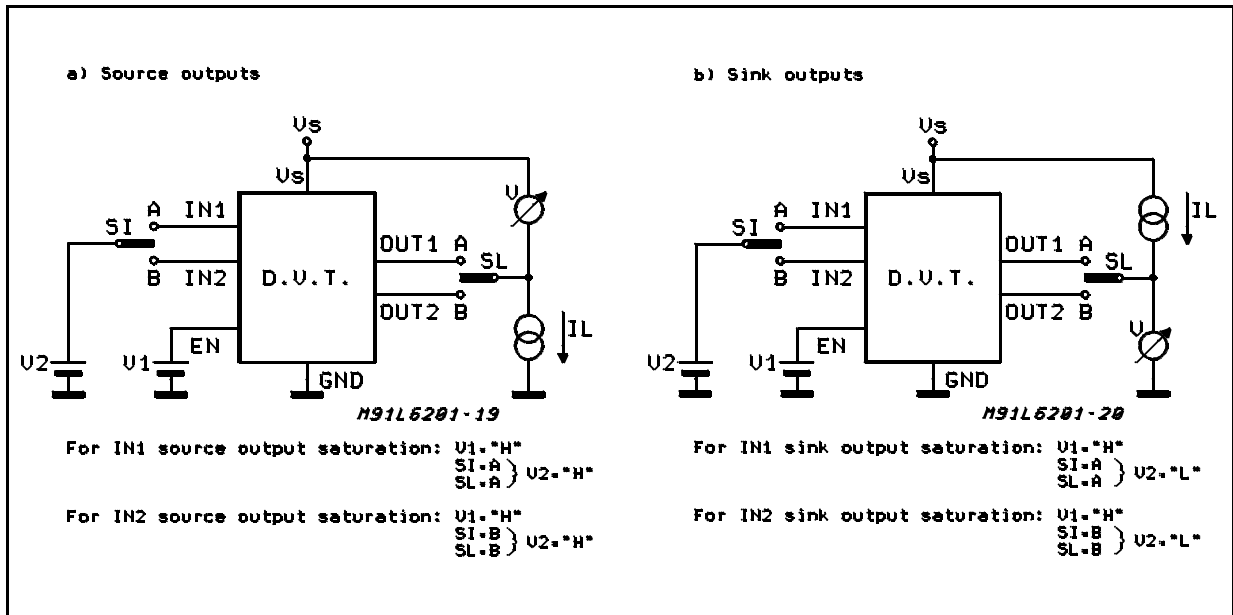 a) Source outputs
Vs
Vs
V
A
IN1
SI
B
IN2
D.V.T.
OUT1 A
SL
OUT2 B
IL
EN
V2
V1
GND
M91L6201-19
For IN1 source output saturation: V1="H"
SI=A
SL=A
} V2="H"
For IN2 source output saturation: V1="H"
SI=B
SL=B
} V2="H"
b) Sink outputs
Vs
Vs
IL
A
IN1
SI
B
IN2
D.V.T.
OUT1 A
SL
OUT2 B
V
EN
V2
V1
GND
M91L6201-20
For IN1 sink output saturation: V1="H"
SI=A
SL=A
} V2="L"
For IN2 sink output saturation: V1="H"
SI=B
SL=B
} V2="L"